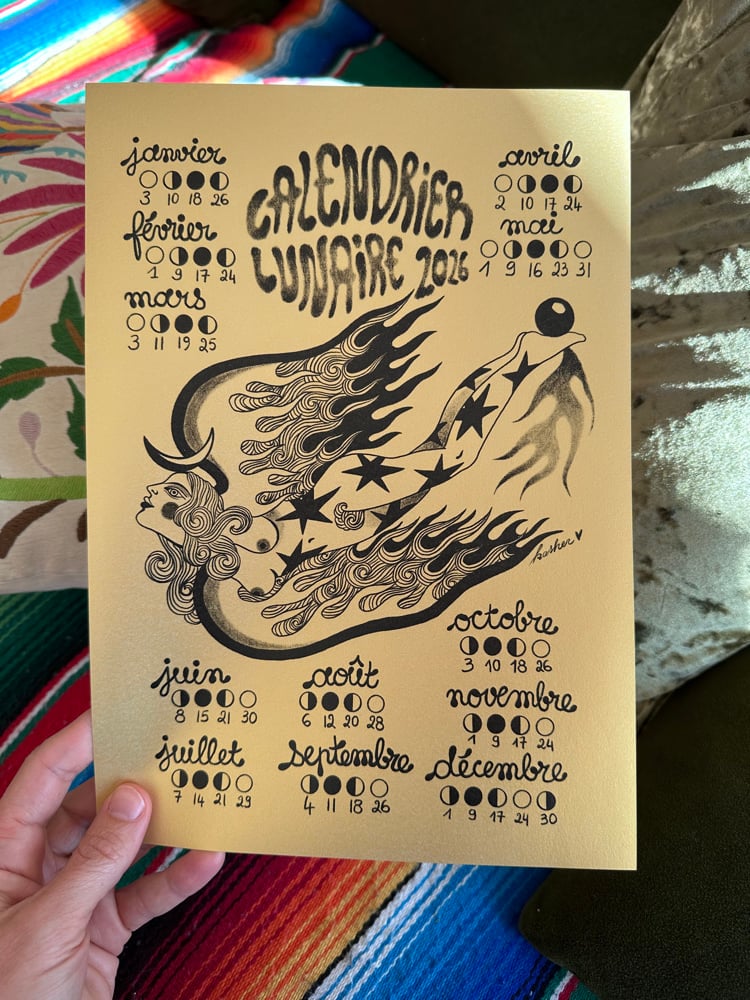 CALENDRIER
LUNAIRE 2026
janvier
3 10 18 26
février
1 9 17 24
mars
3 11 19 25
avril
2 10 17 24
mai
1 9 16 23 31
kasher
juin
8 15 21 30
juillet
7 14 21 29
août
6 12 20 28
septembre
4 11 18 26
octobre
3 10 18 26
novembre
1 9 17 24
décembre
1 9 17 24 30